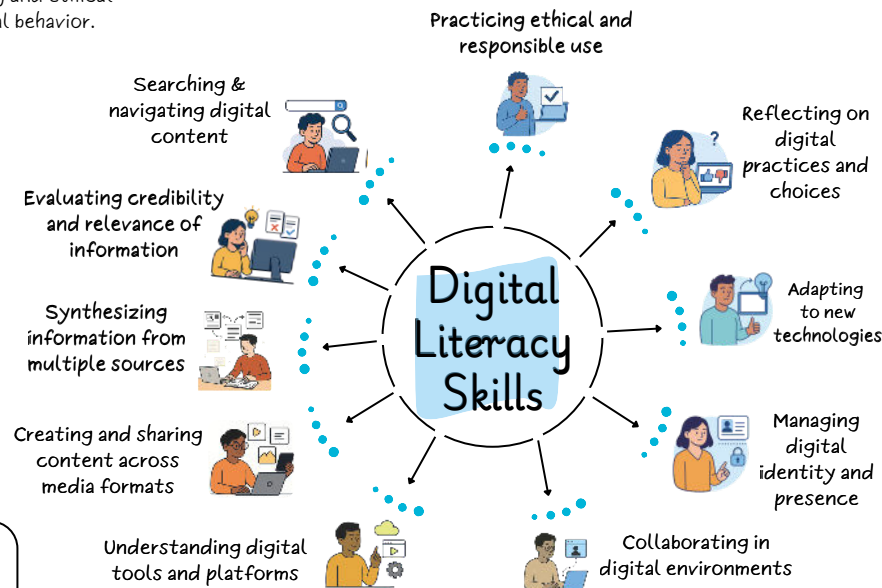 al behavior.
Practicing ethical and
responsible use
Searching &
navigating digital
content
Reflecting on
digital
practices and
choices
?
Evaluating credibility
and relevance of
information
Digital
Literacy
Skills
Adapting
to new
technologies
Synthesizing
information from
multiple sources
Creating and sharing
content across
media formats
Managing
digital
identity and
presence
Understanding digital
tools and platforms
Collaborating in
digital environments